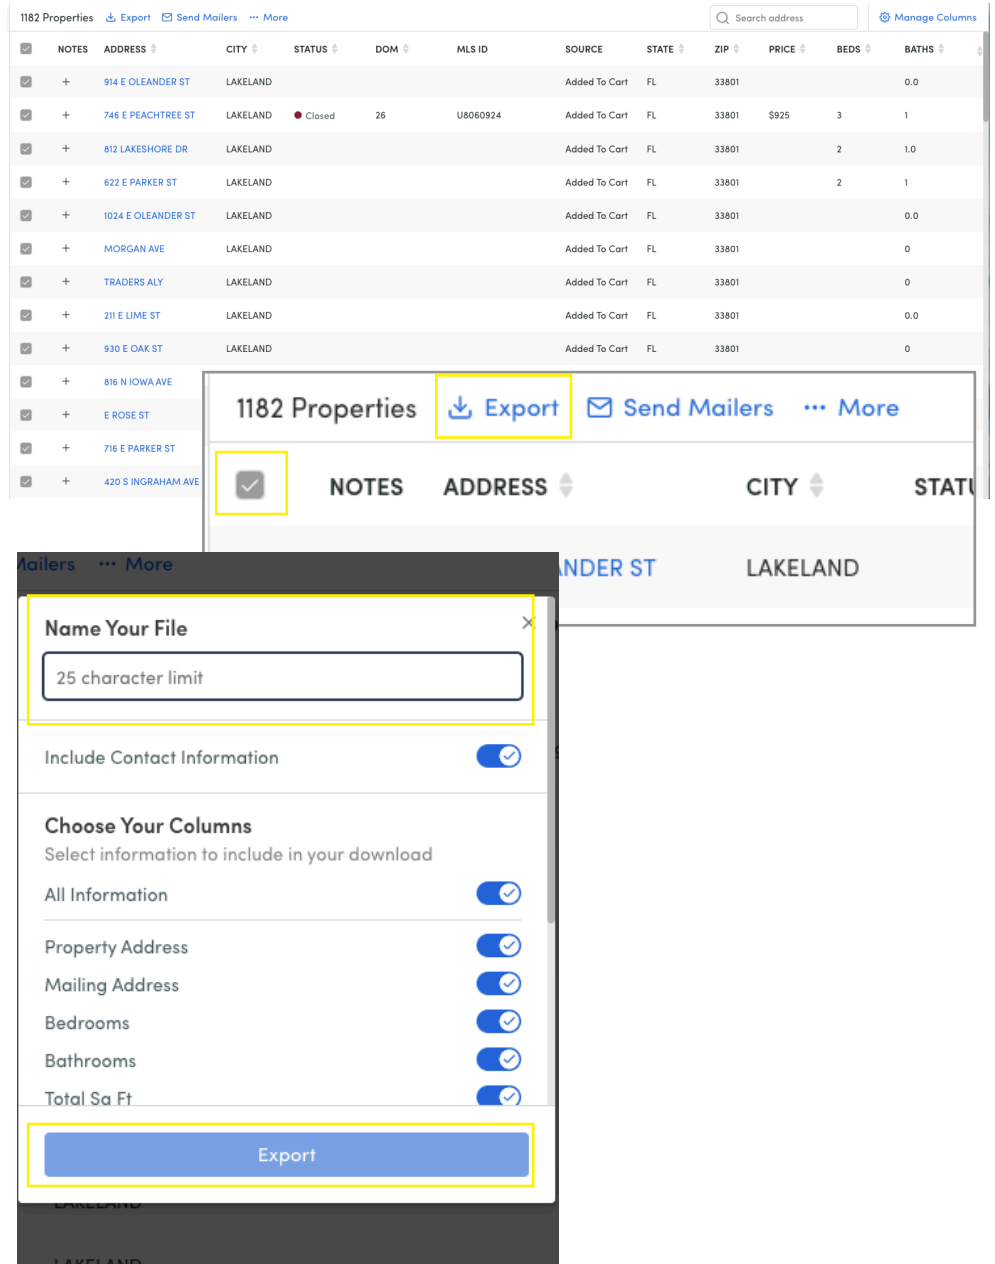 1182 Properties Export Send Mailers ··· More Search address Manage Columns
NOTES ADDRESS CITY STATUS DOM MLS ID SOURCE STATE ZIP PRICE BEDS BATHS
+ 914 E OLEANDER ST LAKELAND Added To Cart FL 33801 0.0
+ 746 E PEACHTREE ST LAKELAND Closed 26 U8060924 Added To Cart FL 33801 $925 3 1
+ 812 LAKESHORE DR LAKELAND Added To Cart FL 33801 2 1.0
+ 622 E PARKER ST LAKELAND Added To Cart FL 33801 2 1
+ 1024 E OLEANDER ST LAKELAND Added To Cart FL 33801 0.0
+ MORGAN AVE LAKELAND Added To Cart FL 33801 0
+ TRADERS ALY LAKELAND Added To Cart FL 33801 0
+ 211 E LIME ST LAKELAND Added To Cart FL 33801 0.0
+ 930 E OAK ST LAKELAND Added To Cart FL 33801 0
+ 816 N IOWA AVE
+ E ROSE ST
+ 716 E PARKER ST
+ 420 S INGRAHAM AVE
1182 Properties Export Send Mailers ··· More
NOTES ADDRESS CITY STATU
ANDER ST LAKELAND
Mailers ··· More
Name Your File
25 character limit
Include Contact Information
Choose Your Columns
Select information to include in your download
All Information
Property Address
Mailing Address
Bedrooms
Bathrooms
Total Sq Ft
Export
LAKELAND
LAKELAND